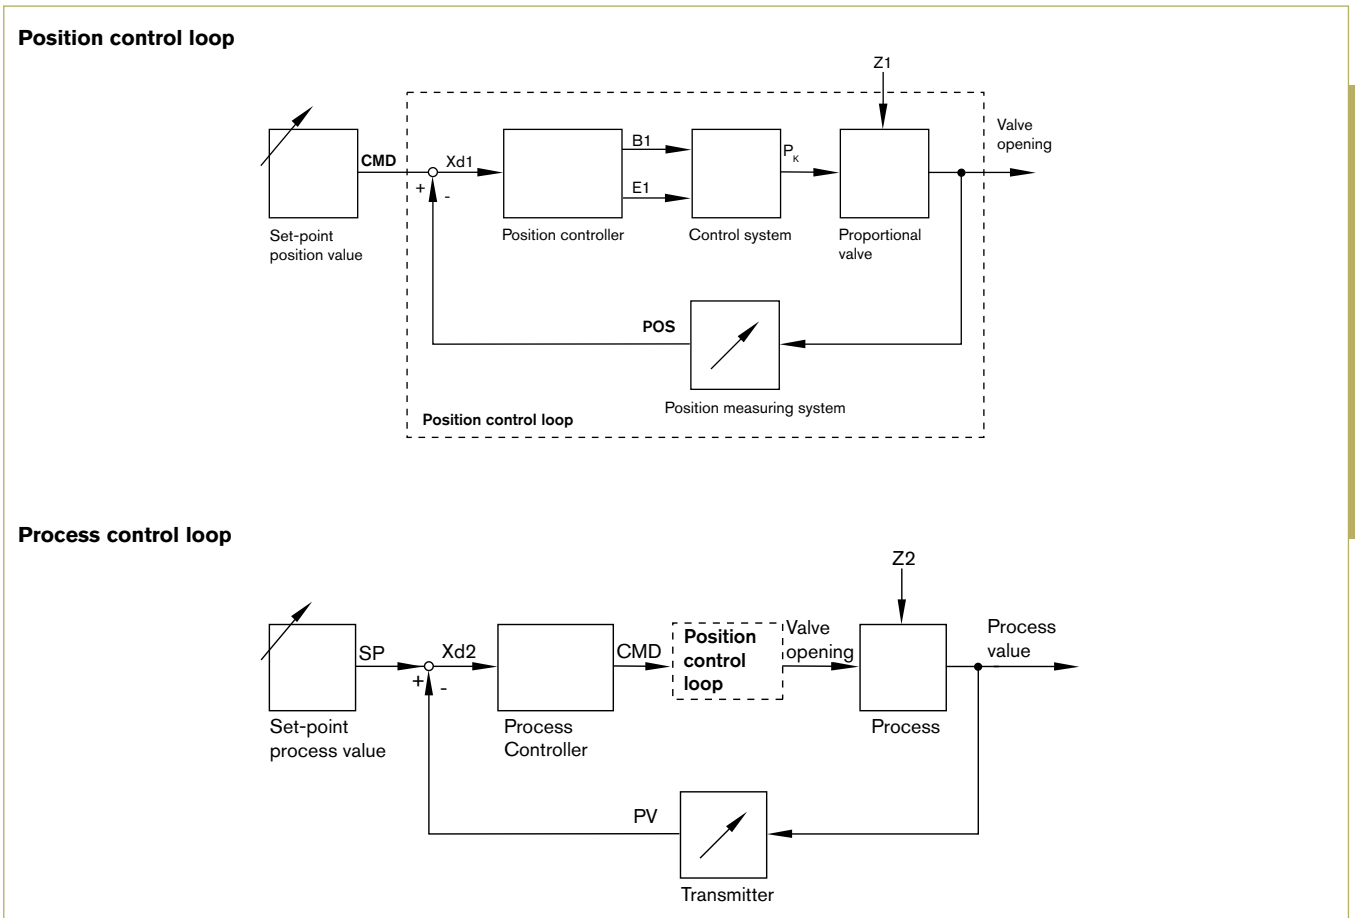 Position control loop
Z1
Valve
opening
CMD
Xd1
B1
PK
+
-
E1
Set-point
position value
Position controller
Control system
Proportional
valve
POS
Position measuring system
Position control loop
Process control loop
Z2
SP
Xd2
CMD
Position
control
loop
Valve
opening
Process
value
+
-
Set-point
process value
Process
Controller
Process
PV
Transmitter